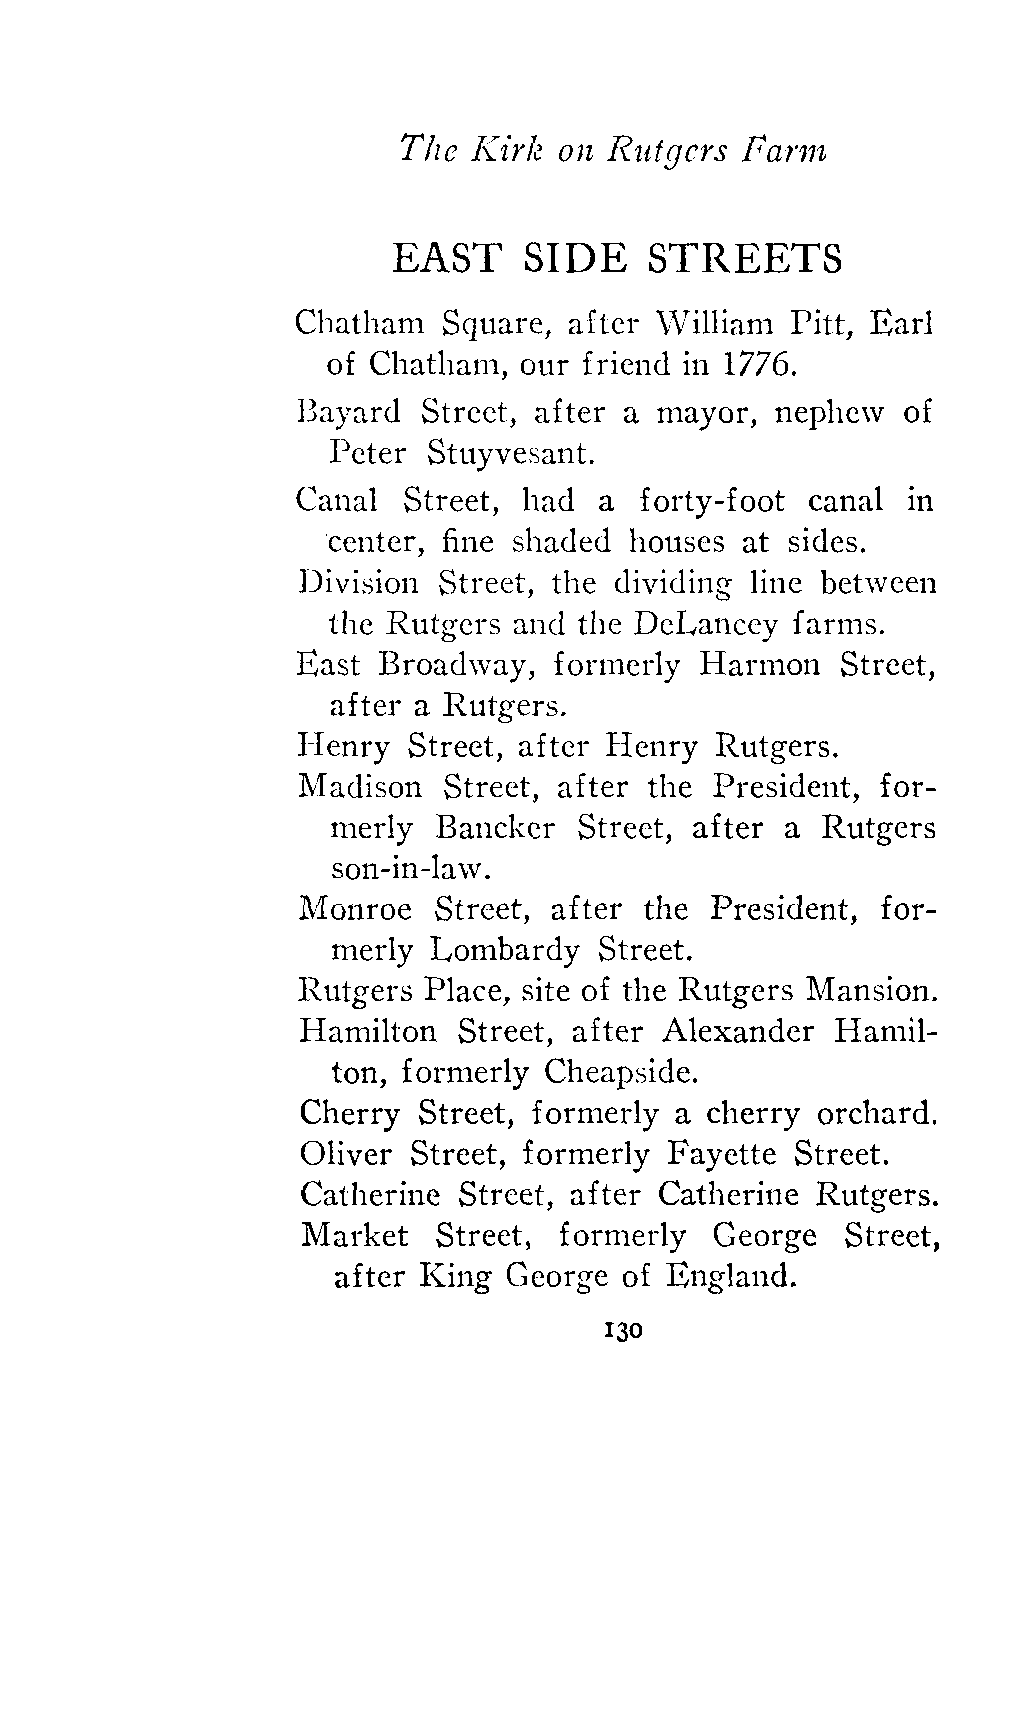 The Kirk on Rutgers Farm
EAST SIDE STREETS
Chatham Square, after William Pitt, Earl
of Chatham, our friend in 1776.
Bayard Street, after a mayor, nephew of
Peter Stuyvesant.
Canal Street, had a forty-foot canal in
center, fine shaded houses at sides.
Division Street, the dividing line between
the Rutgers and the DeLancey farms.
East Broadway, formerly Harmon Street,
after a Rutgers.
Henry Street, after Henry Rutgers.
Madison Street, after the President, for-
merly Bancker Street, after a Rutgers
son-in-law.
Monroe Street, after the President, for-
merly Lombardy Street.
Rutgers Place, site of the Rutgers Mansion.
Hamilton Street, after Alexander Hamil-
ton, formerly Cheapside.
Cherry Street, formerly a cherry orchard.
Oliver Street, formerly Fayette Street.
Catherine Street, after Catherine Rutgers.
Market Street, formerly George Street,
after King George of England.
130